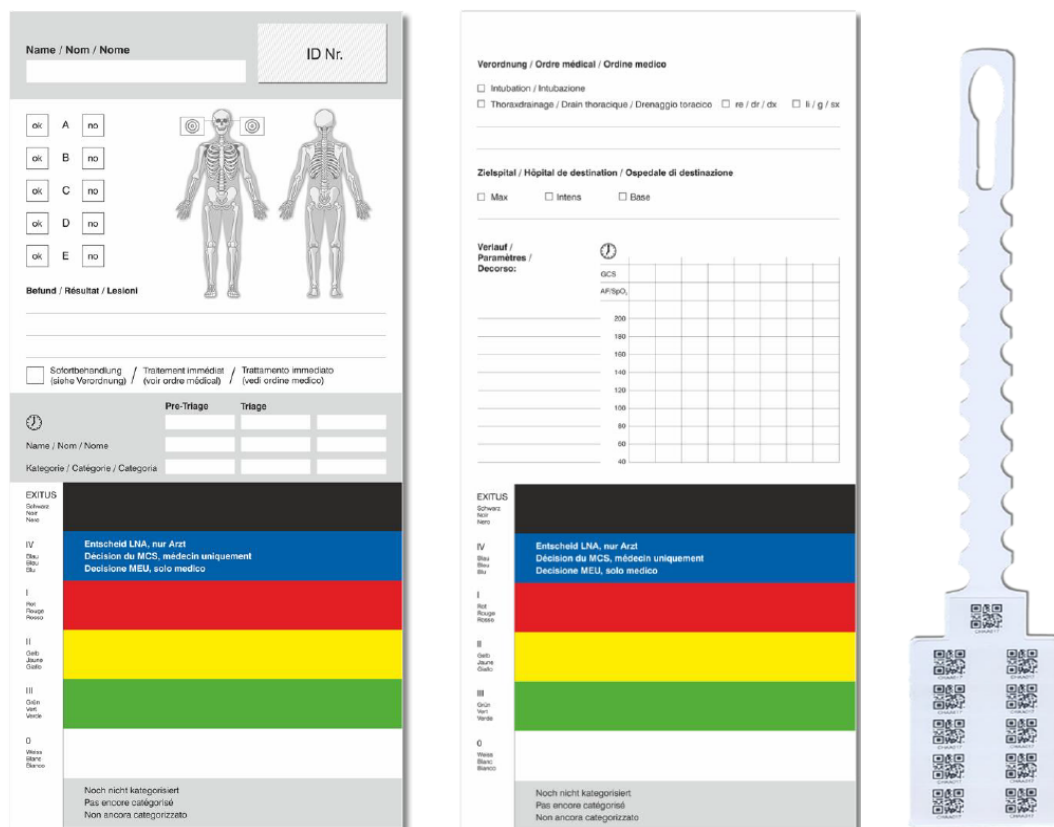 Name / Nom / Nome
ID Nr.
ok A no
ok B no
ok C no
ok D no
ok E no
Befund / Résultat / Lesioni
Sofortbehandlung / Traitement immédiat / Trattamento immediato
(siehe Verordnung) (voir ordre médical) (vedi ordine medico)
Pre-Triage Triage
Name / Nom / Nome
Kategorie / Catégorie / Categoria
EXITUS
Schwarz
Noir
Nero
IV
Blau
Bleu
Blu
Entscheid LNA, nur Arzt
Décision du MCS, médecin uniquement
Decisione MEU, solo medico
I
Rot
Rouge
Rosso
II
Gelb
Jaune
Giallo
III
Grün
Vert
Verde
0
Weiss
Blanc
Bianco
Noch nicht kategorisiert
Pas encore catégorisé
Non ancora categorizzato
Verordnung / Ordre médical / Ordine medico
Intubation / Intubazione
Thoraxdrainage / Drain thoracique / Drenaggio toracico re / dr / dx li / g / sx
Zielspital / Hôpital de destination / Ospedale di destinazione
Max Intens Base
Verlauf /
Paramètres /
Decorso:
GCS
AF/SpO₂
200
180
160
140
120
100
80
60
40
EXITUS
Schwarz
Noir
Nero
IV
Blau
Bleu
Blu
Entscheid LNA, nur Arzt
Décision du MCS, médecin uniquement
Decisione MEU, solo medico
I
Rot
Rouge
Rosso
II
Gelb
Jaune
Giallo
III
Grün
Vert
Verde
0
Weiss
Blanc
Bianco
Noch nicht kategorisiert
Pas encore catégorisé
Non ancora categorizzato